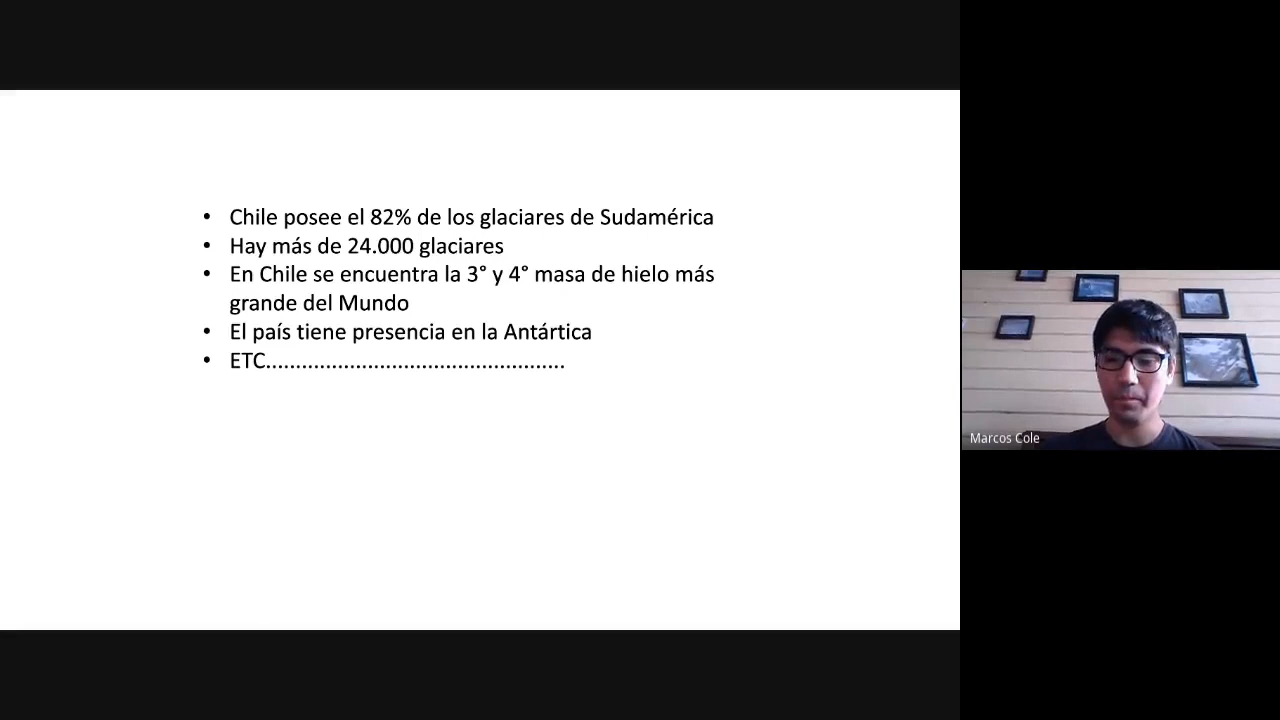 • Chile posee el 82% de los glaciares de Sudamérica
• Hay más de 24.000 glaciares
• En Chile se encuentra la 3° y 4° masa de hielo más
grande del Mundo
• El país tiene presencia en la Antártica
• ETC..................................................
Marcos Cole